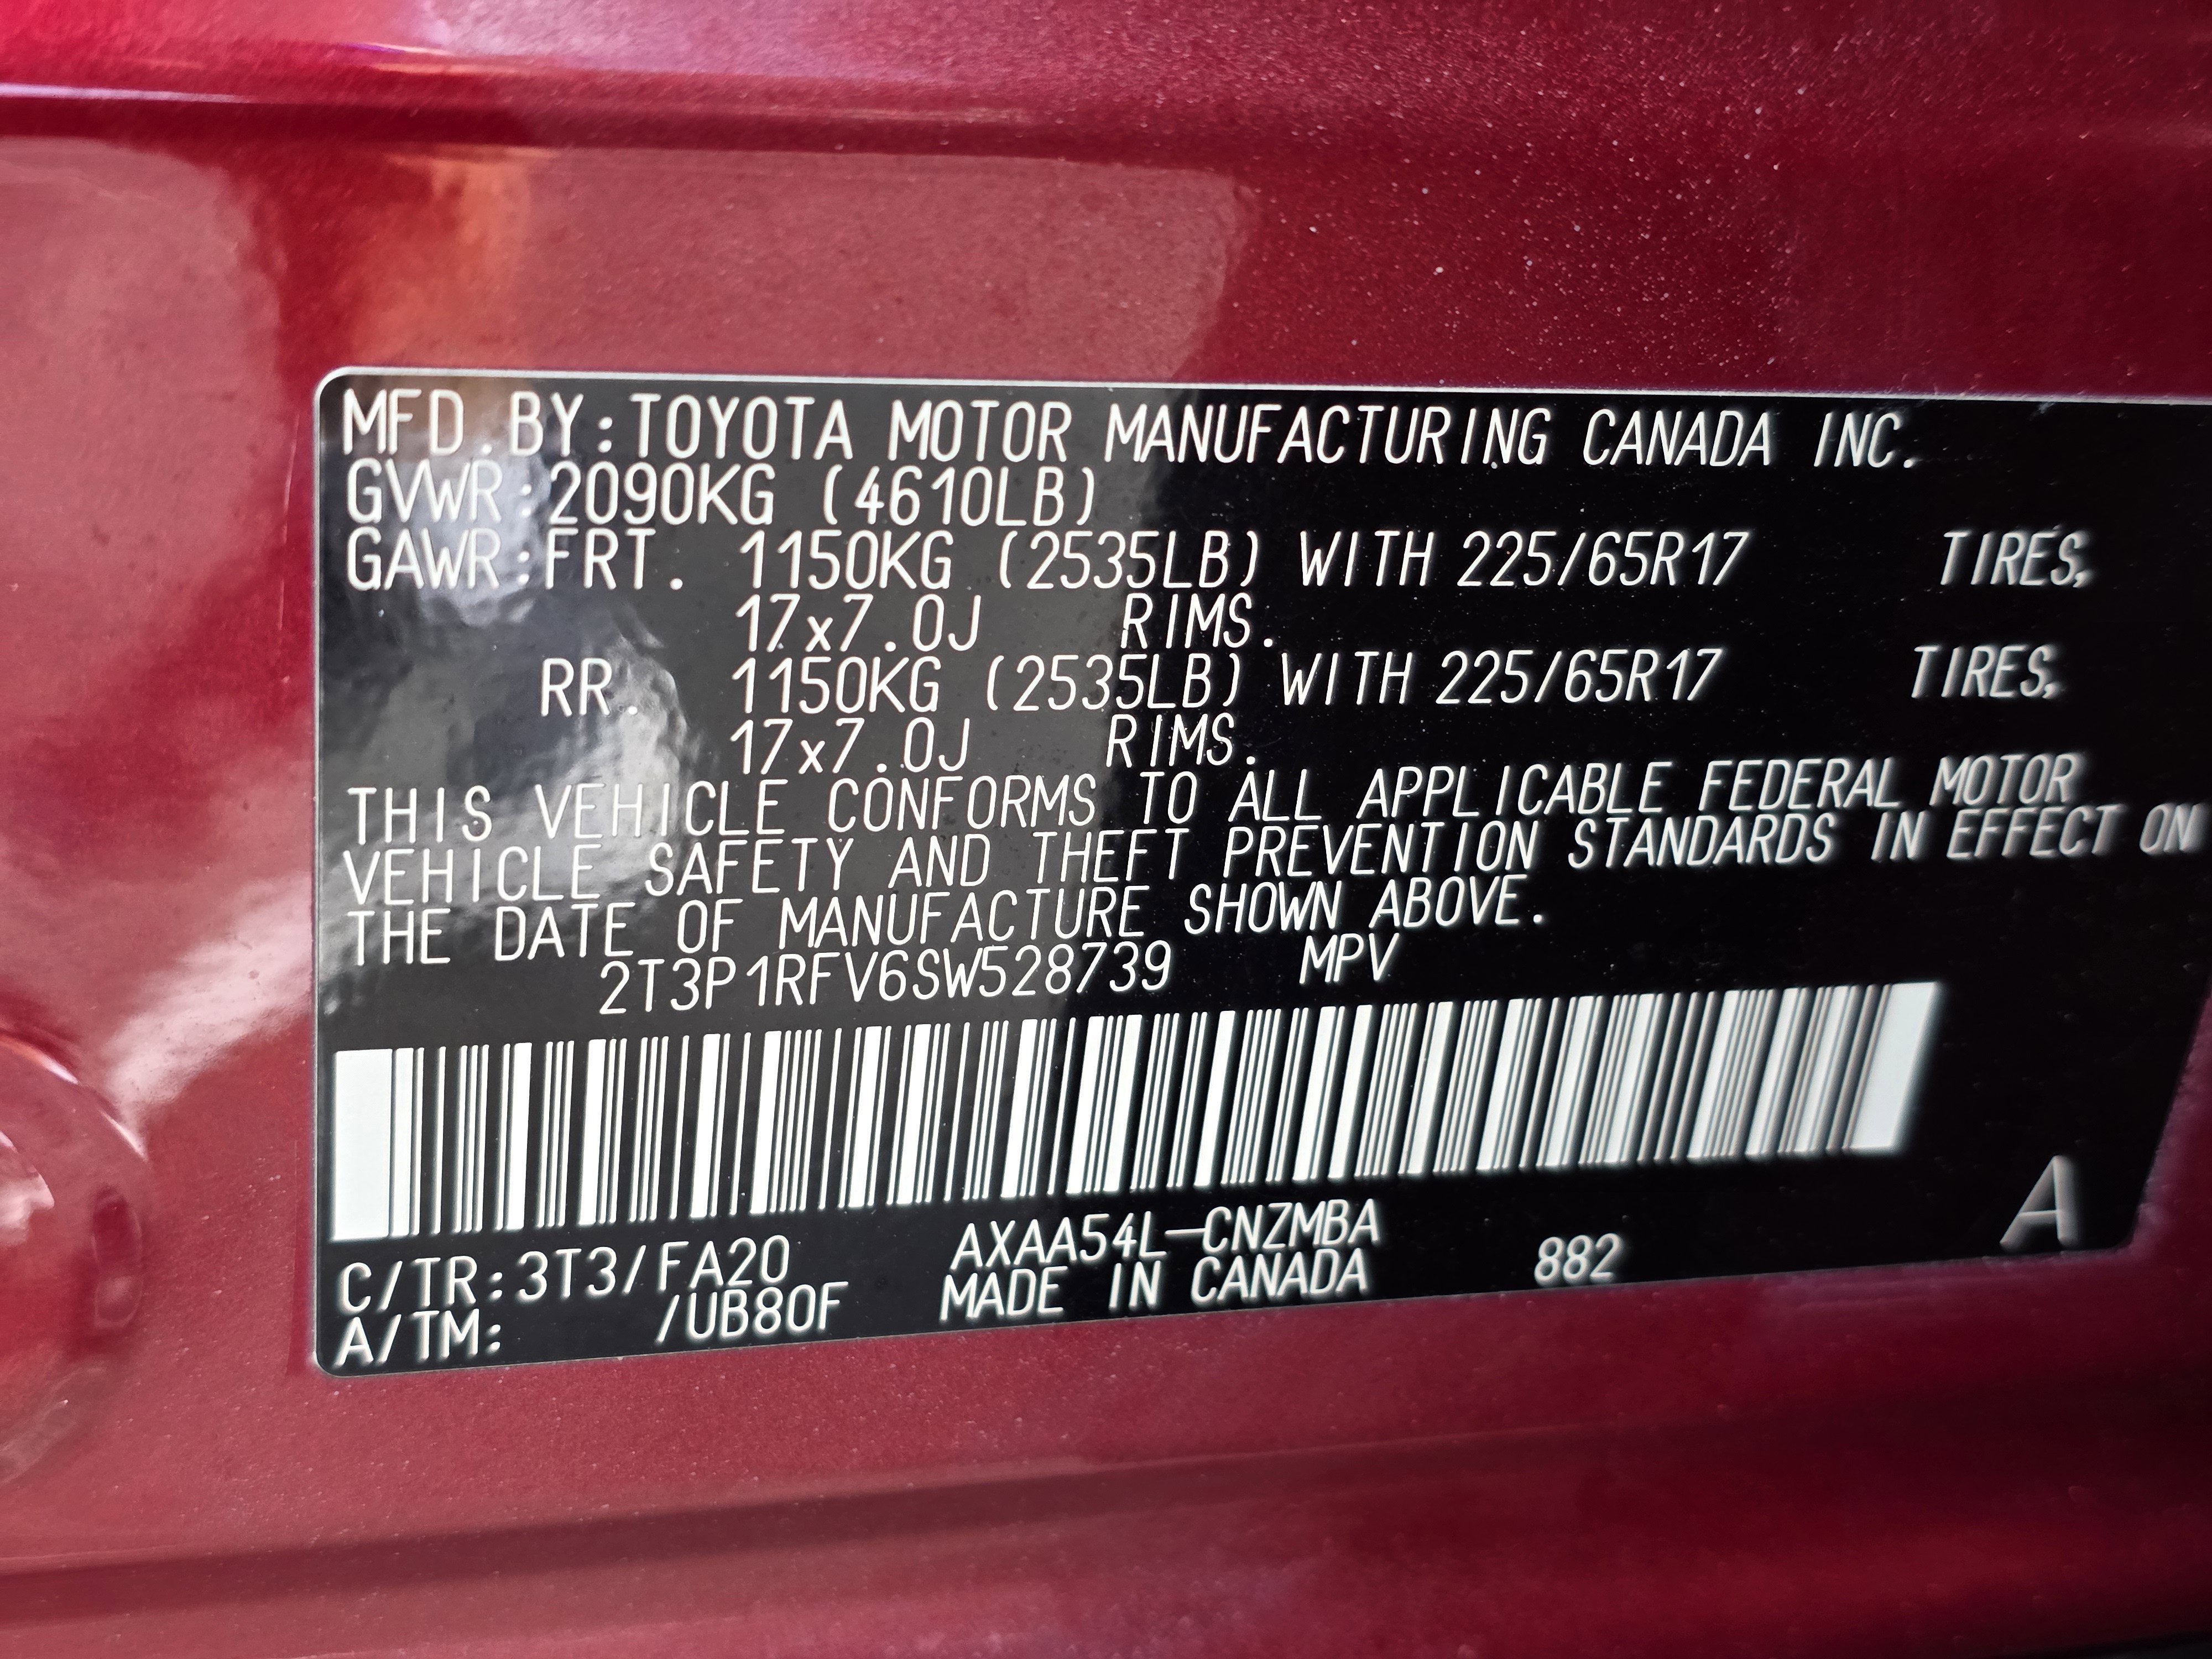 MFD.BY:TOYOTA MOTOR MANUFACTURING CANADA INC.
GVWR:2090KG (4610LB)
GAWR:FRT. 1150KG (2535LB) WITH 225/65R17 TIRES,
17x7.0J RIMS.
RR. 1150KG (2535LB) WITH 225/65R17 TIRES,
17x7.0J RIMS.
THIS VEHICLE CONFORMS TO ALL APPLICABLE FEDERAL MOTOR
VEHICLE SAFETY AND THEFT PREVENTION STANDARDS IN EFFECT ON
THE DATE OF MANUFACTURE SHOWN ABOVE.
2T3P1RFV6SW528739 MPV
AXAA54L-CNZMBA A
C/TR:3T3/FA20 MADE IN CANADA 882
A/TM: /UB80F